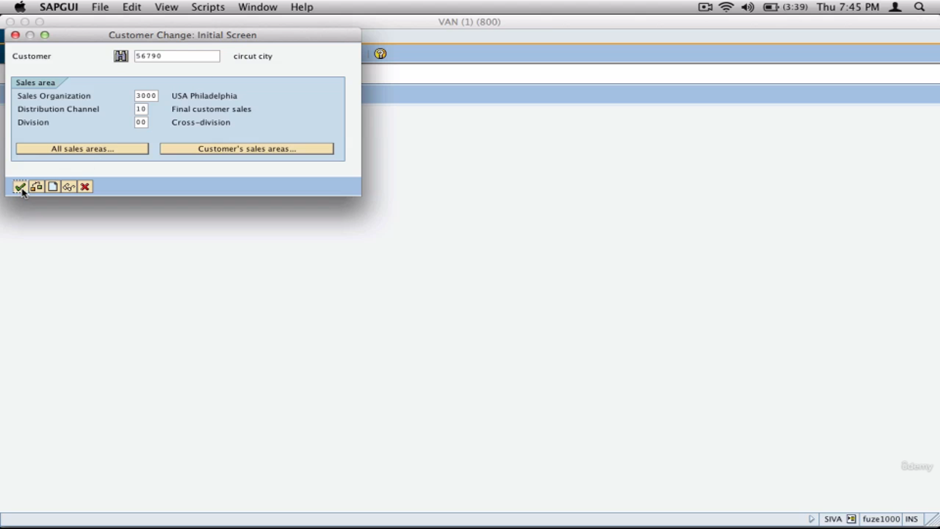 SAPGUI File Edit View Scripts Window Help (3:39) Thu 7:45 PM
VAN (1) (800)
Customer Change: Initial Screen
Customer 56790 circut city
Sales area
Sales Organization 3000 USA Philadelphia
Distribution Channel 10 Final customer sales
Division 00 Cross-division
All sales areas... Customer's sales areas...
Udemy
SIVA fuze1000 INS